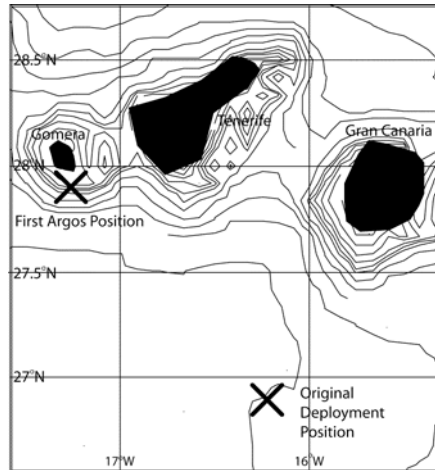 28.5°N
Gomera
Tenerife
Gran Canaria
28°N
First Argos Position
27.5°N
27°N
Original
Deployment
Position
17°W
16°W